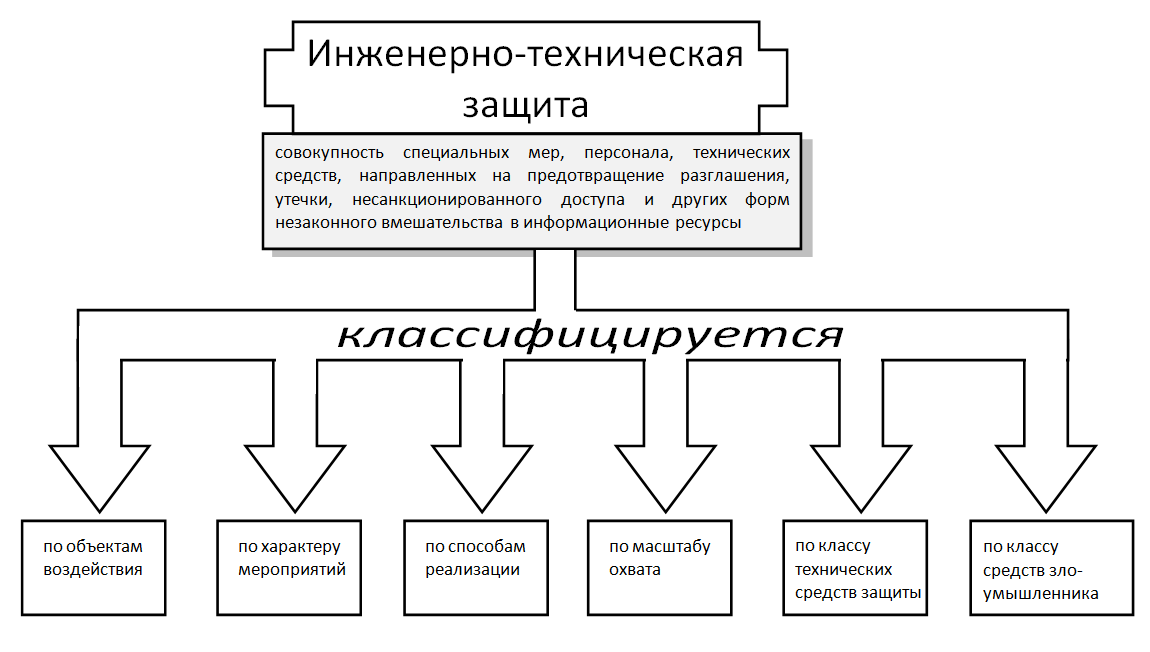 Инженерно-техническая
защита
совокупность специальных мер, персонала, технических
средств, направленных на предотвращение разглашения,
утечки, несанкционированного доступа и других форм
незаконного вмешательства в информационные ресурсы
классифицируется
по объектам
воздействия
по характеру
мероприятий
по способам
реализации
по масштабу
охвата
по классу
технических
средств защиты
по классу
средств зло-
умышленника